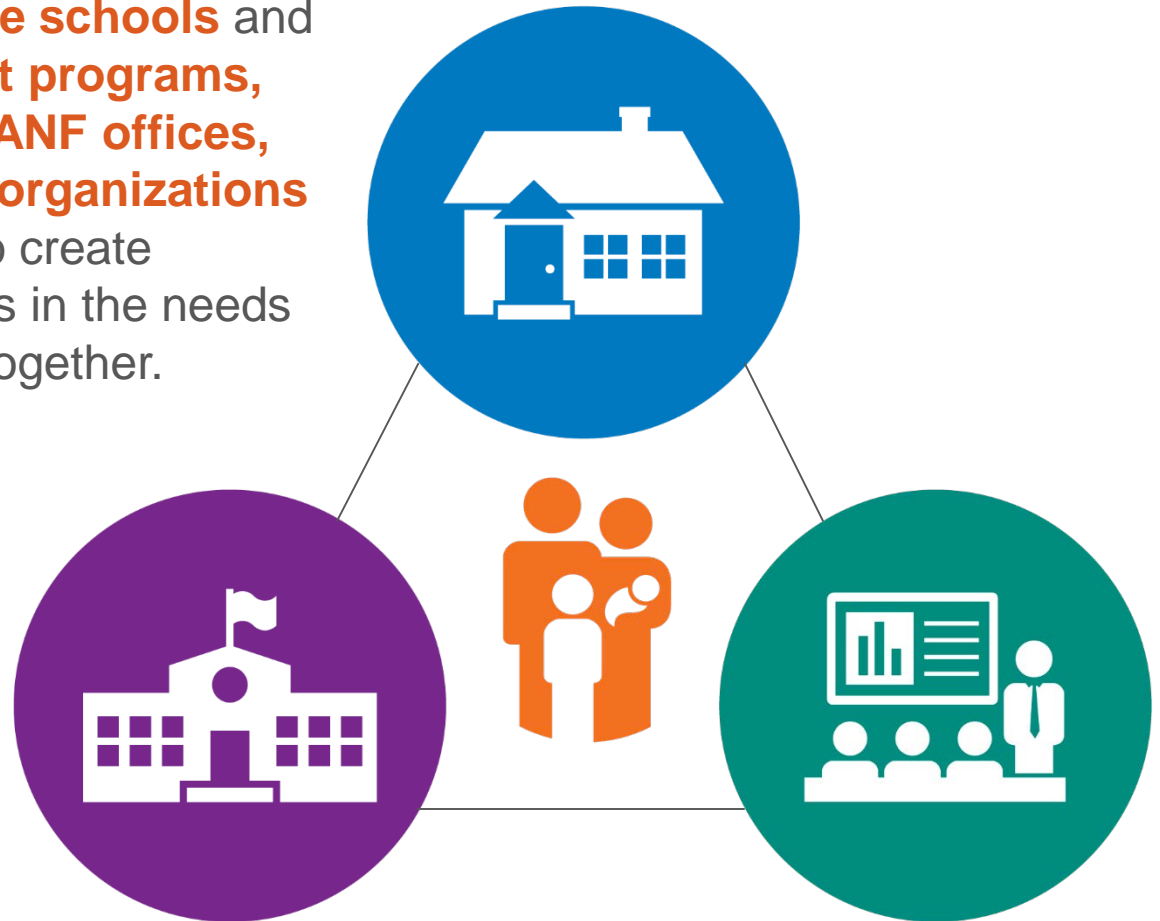 e schools and
t programs,
ANF offices,
organizations
o create
s in the needs
ogether.